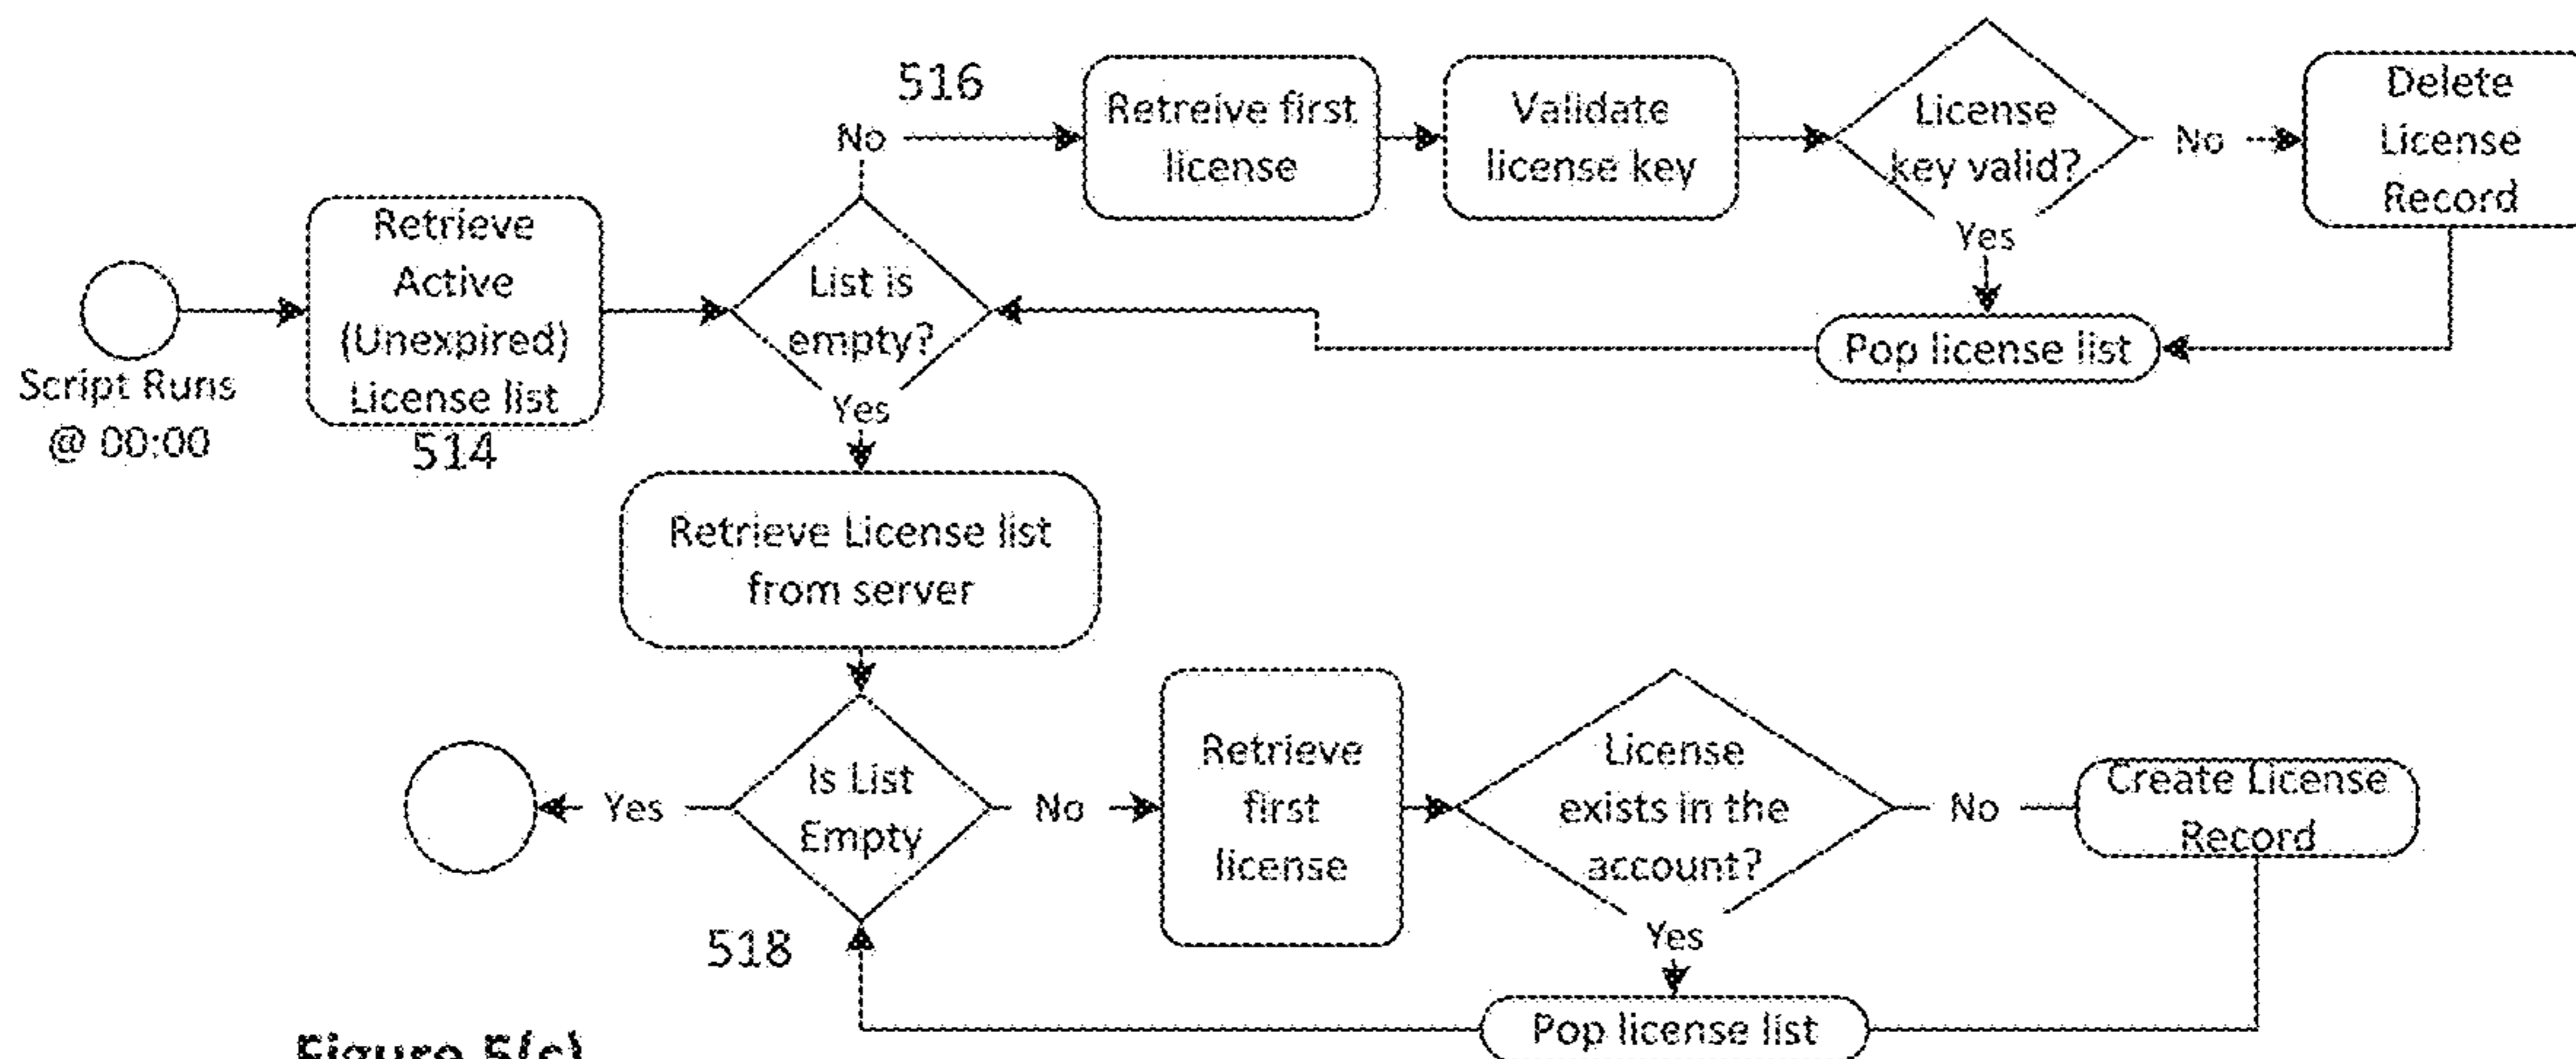 516
No
Retreive first
license
Validate
license key
License
key valid?
No
Delete
License
Record
Yes
Script Runs
@ 00:00
Retrieve
Active
(Unexpired)
License list
514
List is
empty?
Yes
Pop license list
Retrieve License list
from server
Yes
Is List
Empty
No
Retrieve
first
license
License
exists in the
account?
No
Create License
Record
518
Yes
Pop license list
Figure 5(c)